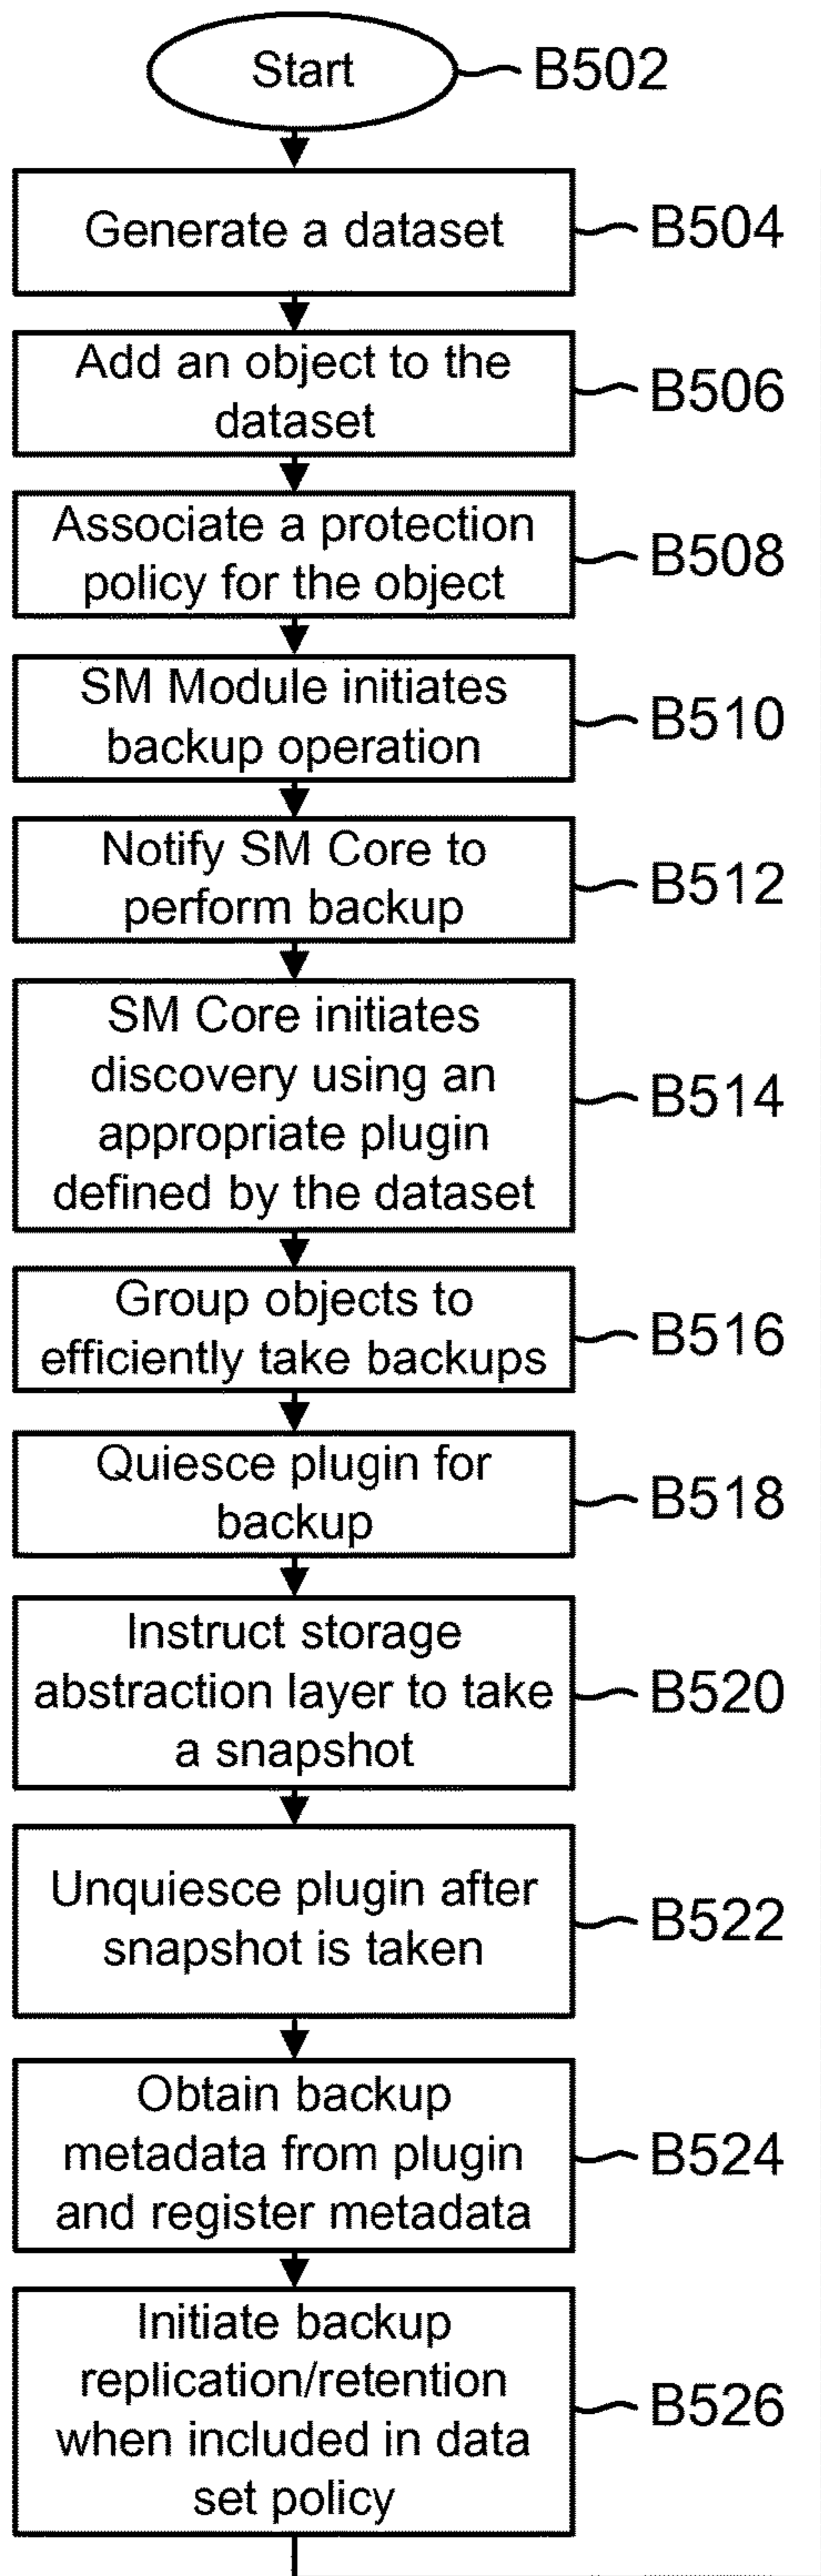 Start
B502
Generate a dataset
B504
Add an object to the
dataset
B506
Associate a protection
policy for the object
B508
SM Module initiates
backup operation
B510
Notify SM Core to
perform backup
B512
SM Core initiates
discovery using an
appropriate plugin
defined by the dataset
B514
Group objects to
efficiently take backups
B516
Quiesce plugin for
backup
B518
Instruct storage
abstraction layer to take
a snapshot
B520
Unquiesce plugin after
snapshot is taken
B522
Obtain backup
metadata from plugin
and register metadata
B524
Initiate backup
replication/retention
when included in data
set policy
B526